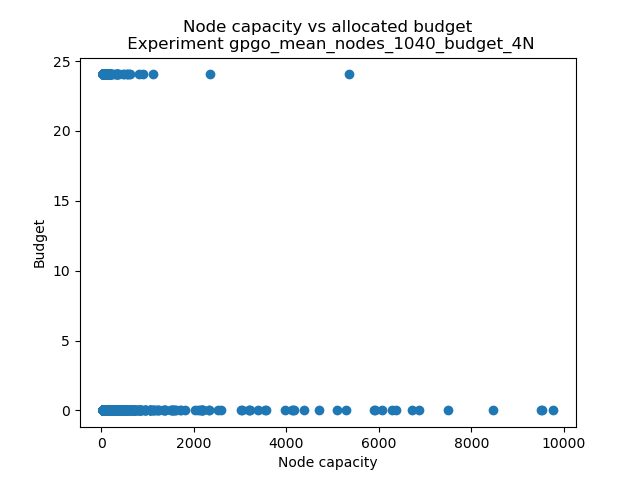 Node capacity vs allocated budget
Experiment gpgo_mean_nodes_1040_budget_4N
25
20
15
10
5
0
Budget
0 2000 4000 6000 8000 10000
Node capacity